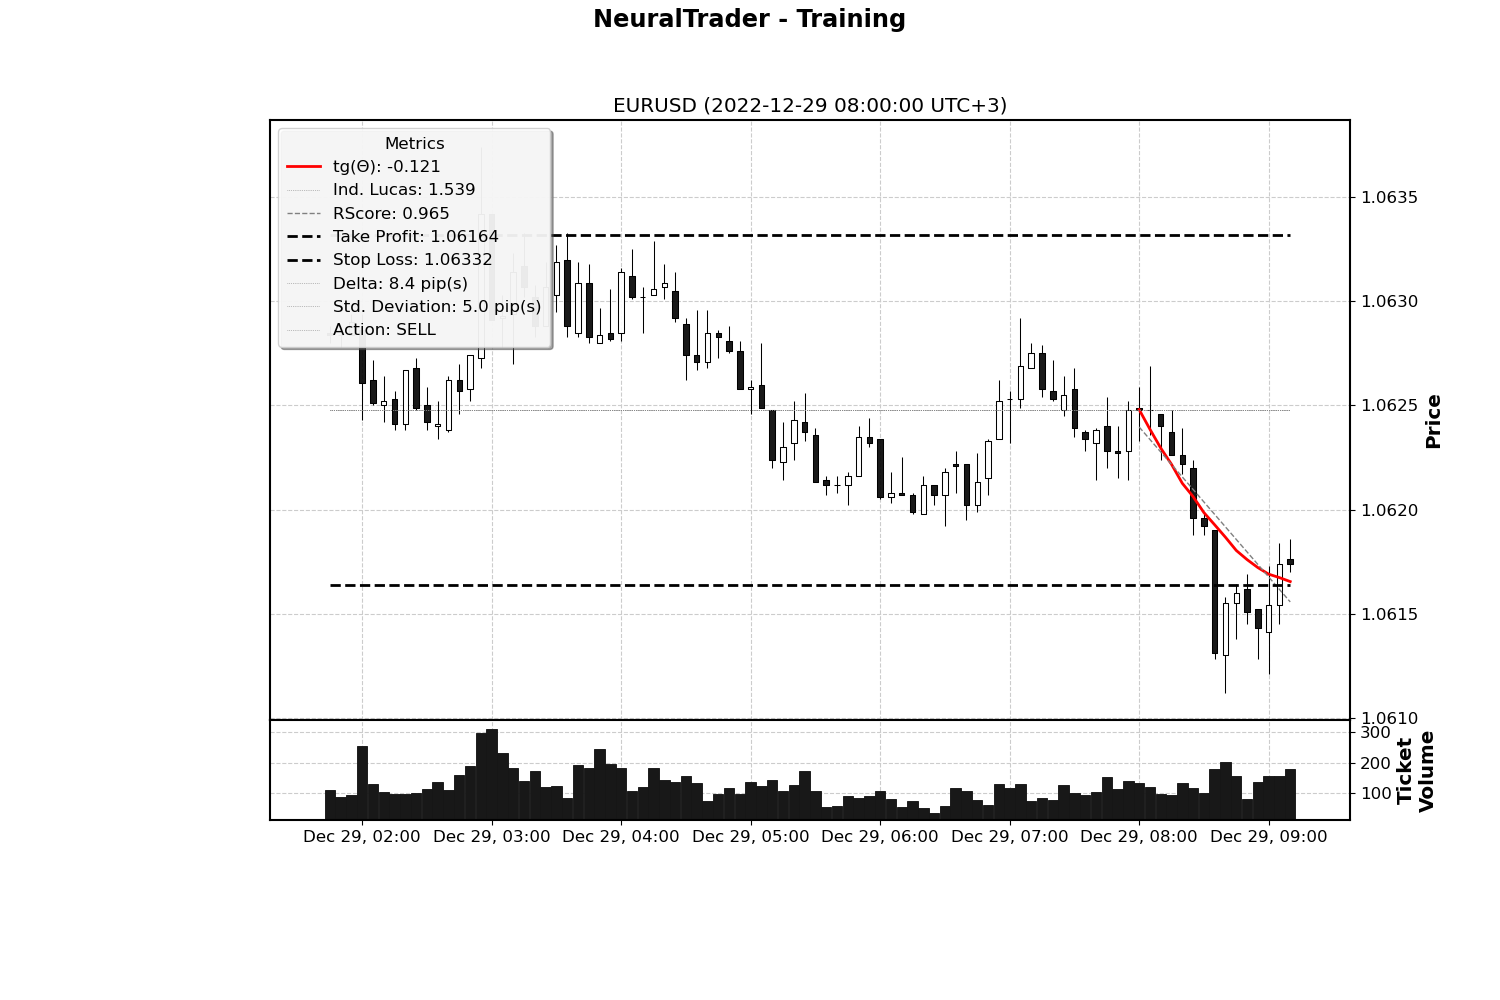 NeuralTrader - Training
EURUSD (2022-12-29 08:00:00 UTC+3)
Metrics
tg(Θ): -0.121
Ind. Lucas: 1.539
RScore: 0.965
Take Profit: 1.06164
Stop Loss: 1.06332
Delta: 8.4 pip(s)
Std. Deviation: 5.0 pip(s)
Action: SELL
1.0635
1.0630
1.0625
1.0620
1.0615
1.0610
Price
300
200
100
Ticket
Volume
Dec 29, 02:00 Dec 29, 03:00 Dec 29, 04:00 Dec 29, 05:00 Dec 29, 06:00 Dec 29, 07:00 Dec 29, 08:00 Dec 29, 09:00